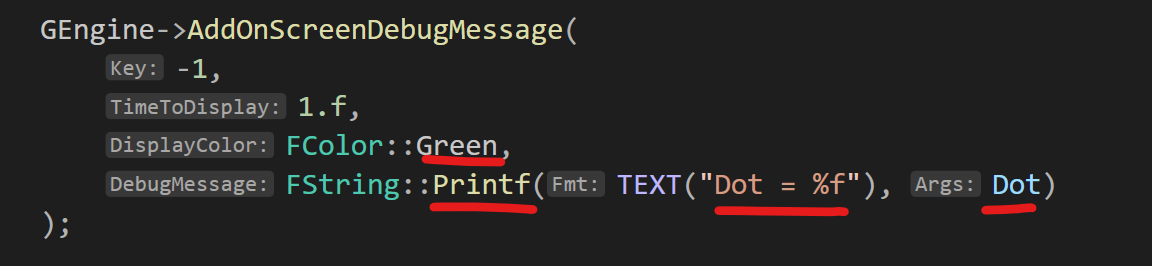 GEngine->AddOnScreenDebugMessage(
Key: -1,
TimeToDisplay: 1.f,
DisplayColor: FColor::Green,
DebugMessage: FString::Printf(Fmt: TEXT("Dot = %f"), Args: Dot)
);